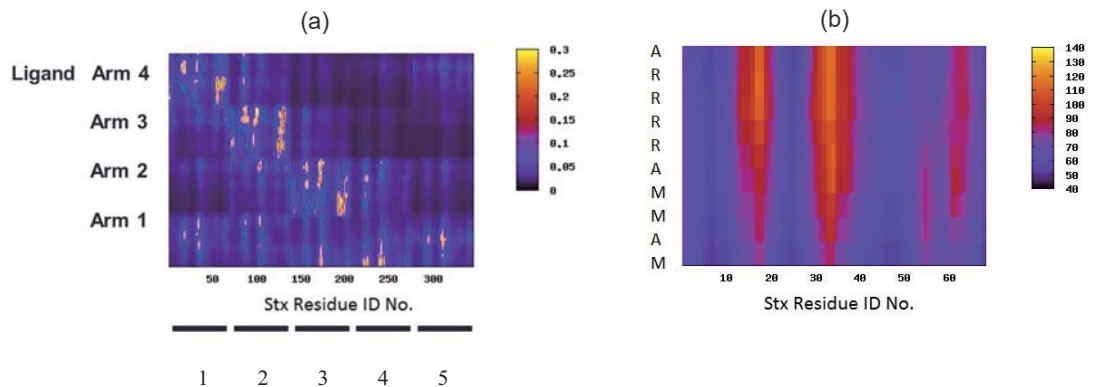 (a)
(b)
Ligand Arm 4
Arm 3
Arm 2
Arm 1
0.3
0.25
0.2
0.15
0.1
0.05
0
50 100 150 200 250 300
Stx Residue ID No.
1 2 3 4 5
A
R
R
R
R
A
M
M
A
M
140
130
120
110
100
90
80
70
60
50
40
10 20 30 40 50 60
Stx Residue ID No.